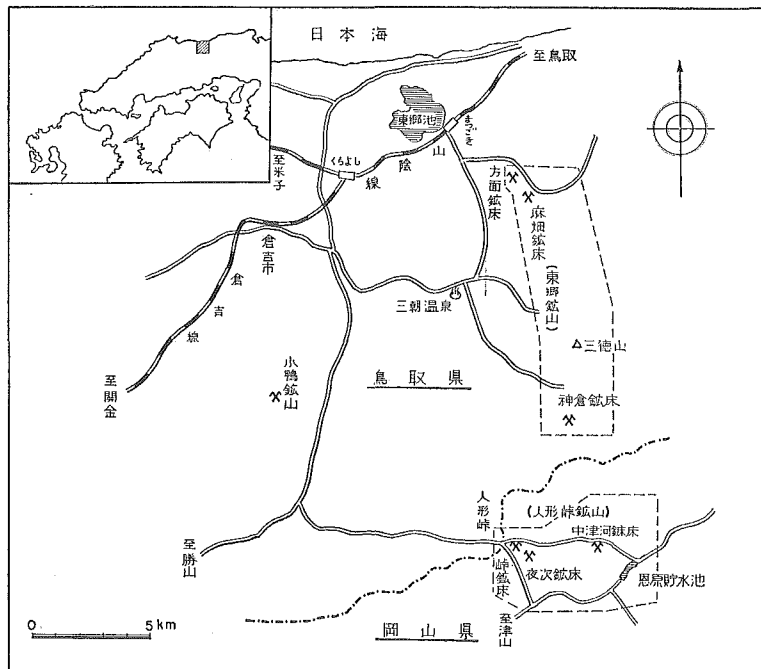 日本海
至鳥取
東郷池
まつざき
山陰線
くらよし
至米子
方面鉱床
麻畑鉱床
(東郷鉱山)
倉吉市
倉吉線
三朝温泉
三徳山
至関金
小鴨鉱山
鳥取県
神倉鉱床
人形峠
(人形峠鉱山)
中津河鉱床
至勝山
峠鉱床
夜次鉱床
恩原貯水池
至津山
0 5km
岡山県